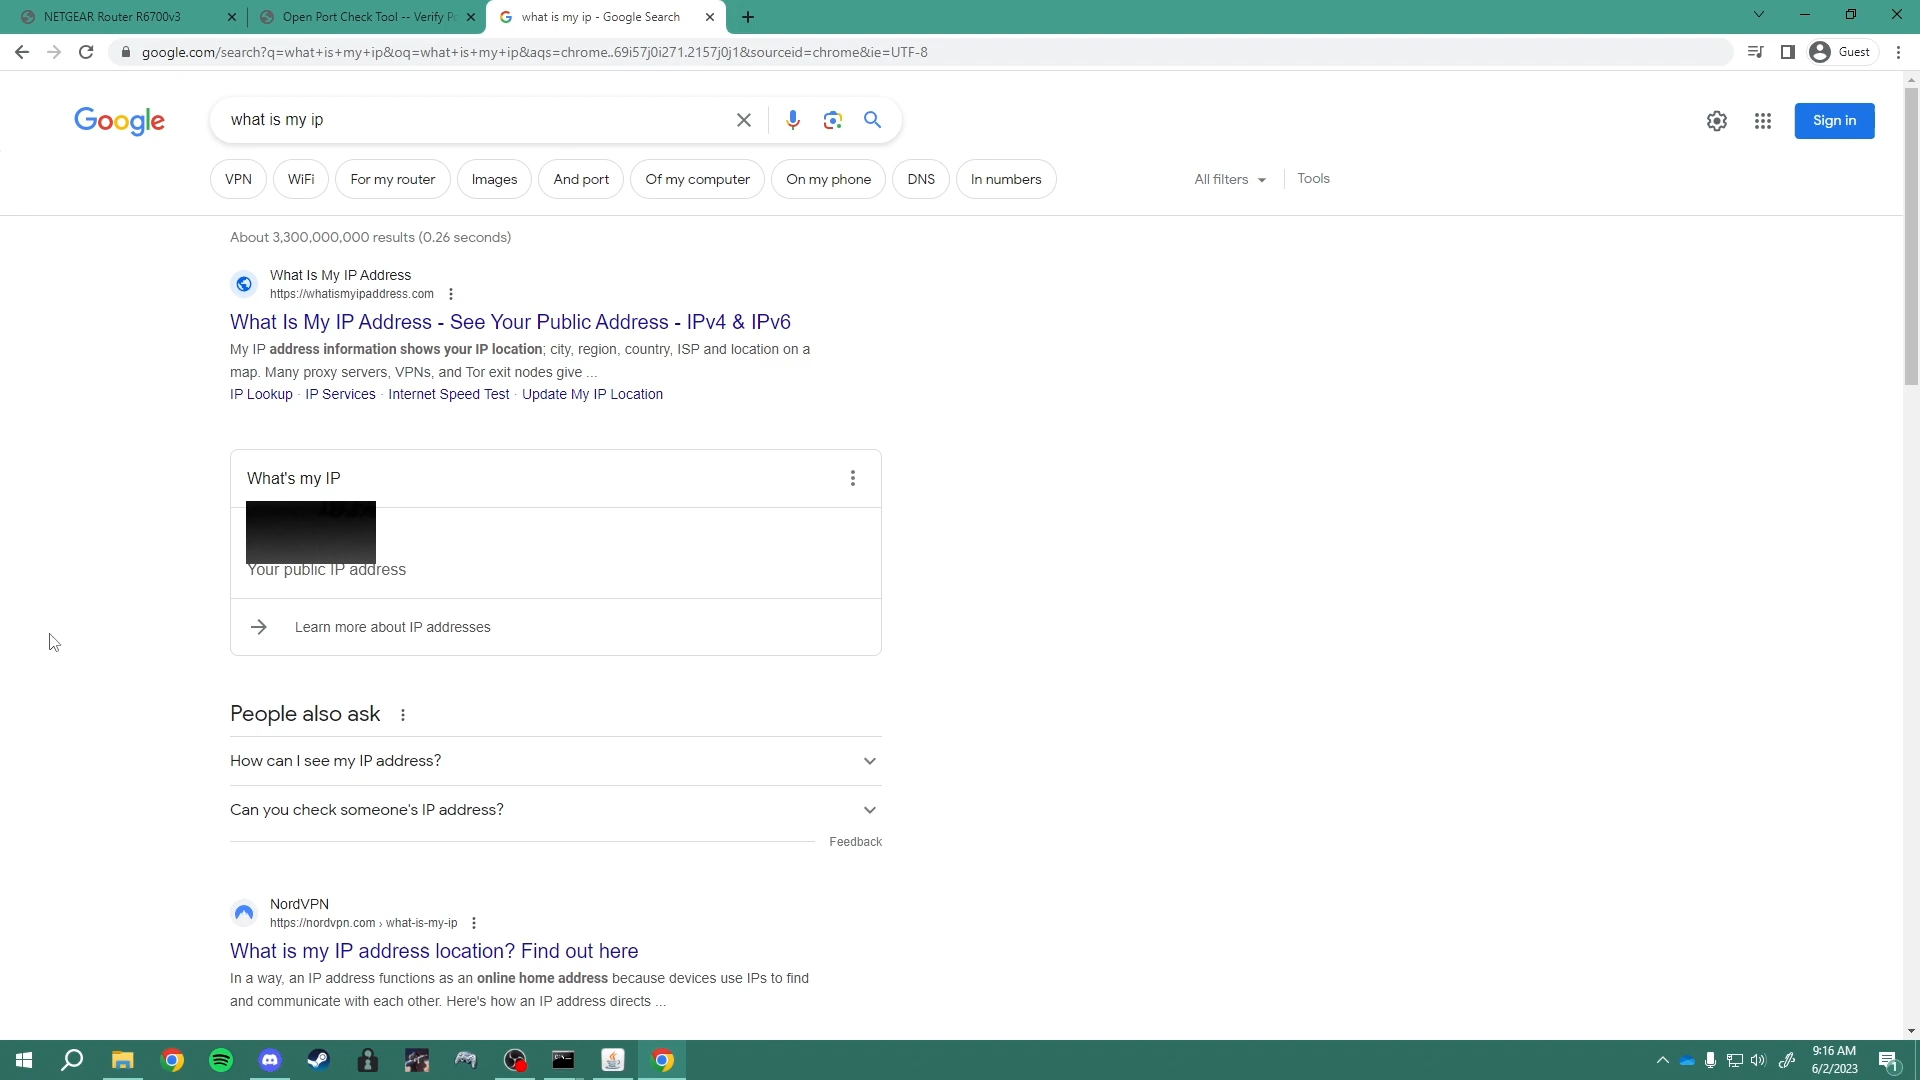 NETGEAR Router R6700v3
Open Port Check Tool -- Verify Po
what is my ip - Google Search
google.com/search?q=what+is+my+ip&oq=what+is+my+ip&aqs=chrome..69i57j0i271.2157j0j1&sourceid=chrome&ie=UTF-8
Guest
Google
what is my ip
Sign in
VPN
WiFi
For my router
Images
And port
Of my computer
On my phone
DNS
In numbers
All filters
Tools
About 3,300,000,000 results (0.26 seconds)
What Is My IP Address
https://whatismyipaddress.com
What Is My IP Address - See Your Public Address - IPv4 & IPv6
My IP address information shows your IP location; city, region, country, ISP and location on a
map. Many proxy servers, VPNs, and Tor exit nodes give ...
IP Lookup · IP Services · Internet Speed Test · Update My IP Location
What's my IP
Your public IP address
Learn more about IP addresses
People also ask
How can I see my IP address?
Can you check someone's IP address?
Feedback
NordVPN
https://nordvpn.com › what-is-my-ip
What is my IP address location? Find out here
In a way, an IP address functions as an online home address because devices use IPs to find
and communicate with each other. Here's how an IP address directs ...
9:16 AM
6/2/2023
1